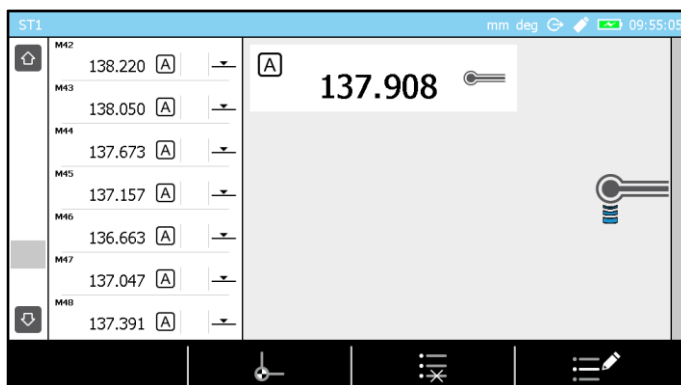 ST1
mm deg 09:55:05
M42
138.220 A
M43
138.050 A
M44
137.673 A
M45
137.157 A
M46
136.663 A
M47
137.047 A
M48
137.391 A
A
137.908